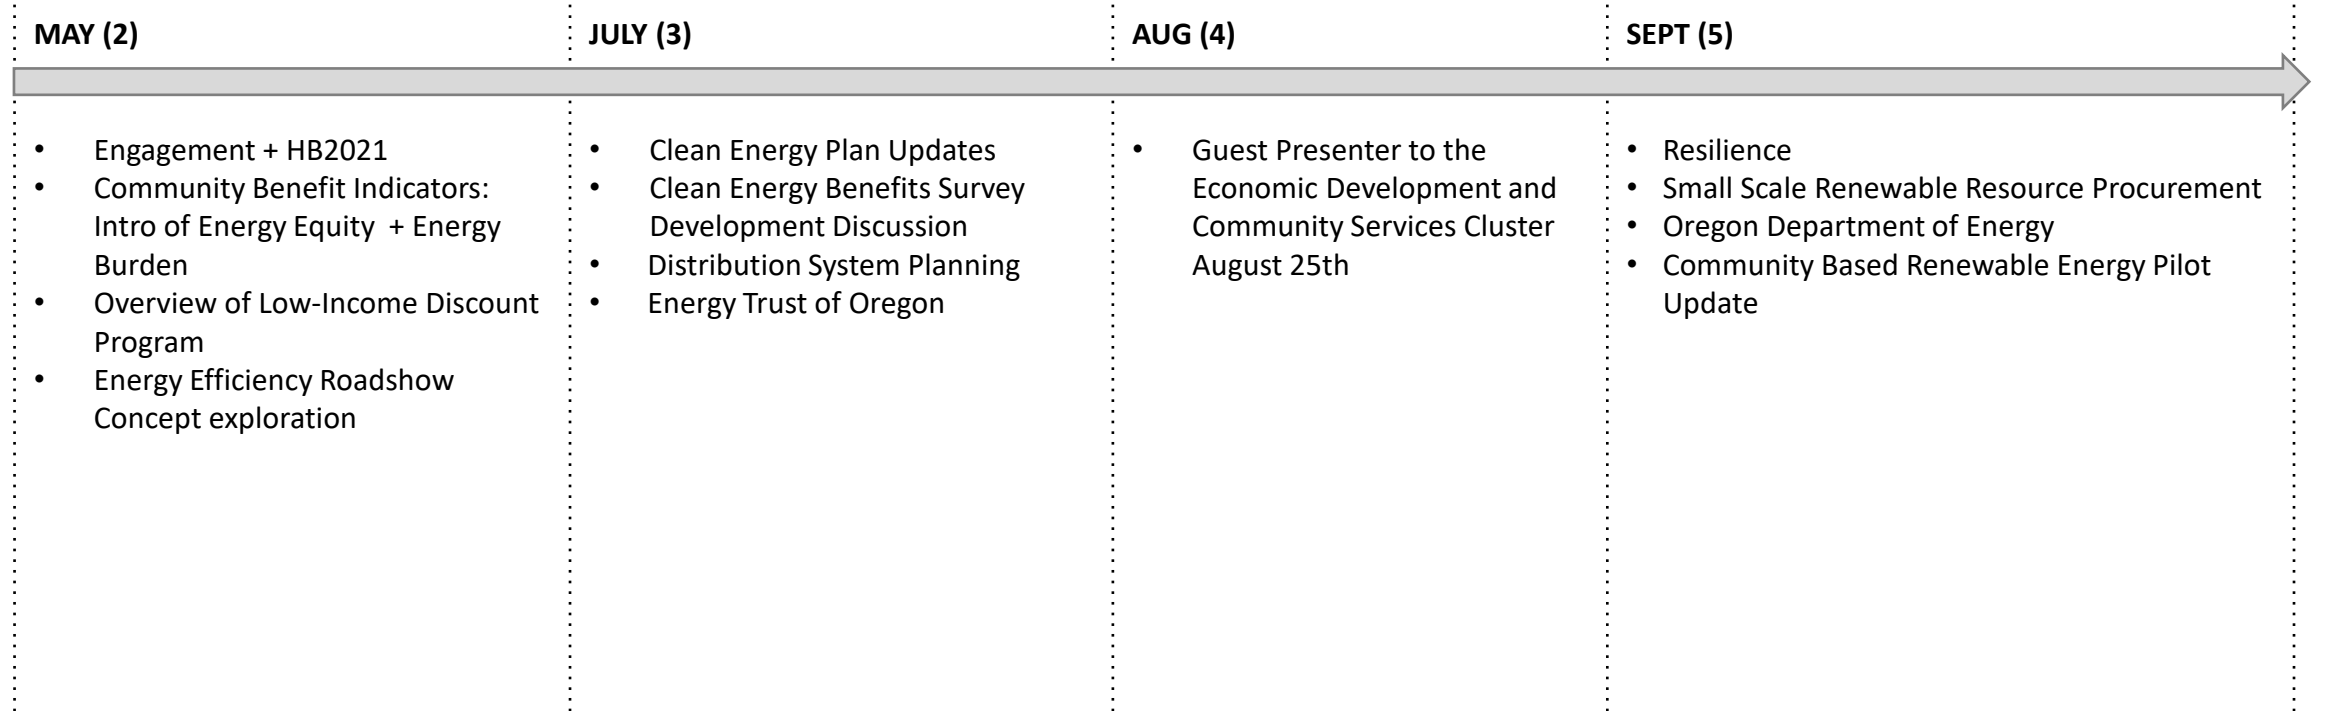 MAY (2)
• Engagement + HB2021
• Community Benefit Indicators:
Intro of Energy Equity + Energy
Burden
• Overview of Low-Income Discount
Program
• Energy Efficiency Roadshow
Concept exploration
JULY (3)
• Clean Energy Plan Updates
• Clean Energy Benefits Survey
Development Discussion
• Distribution System Planning
• Energy Trust of Oregon
AUG (4)
• Guest Presenter to the
Economic Development and
Community Services Cluster
August 25th
SEPT (5)
• Resilience
• Small Scale Renewable Resource Procurement
• Oregon Department of Energy
• Community Based Renewable Energy Pilot
Update